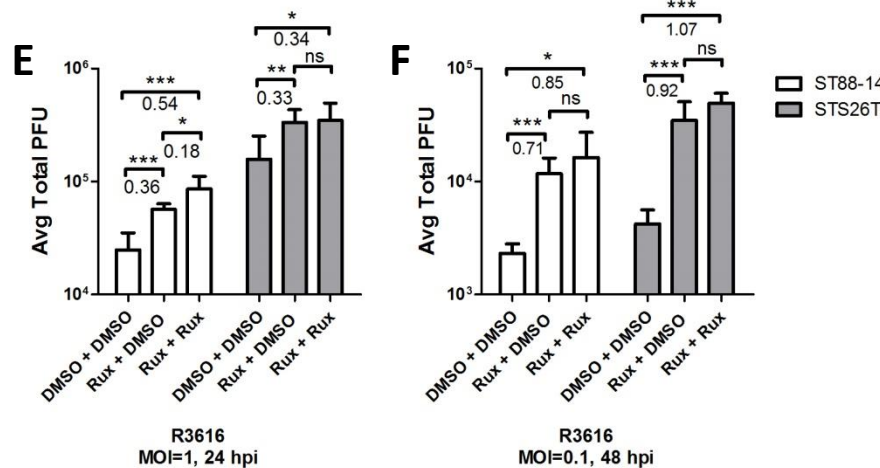 E
Avg Total PFU
10⁶
10⁵
10⁴
*
0.34
***
0.54
**
0.33
ns
*
0.18
***
0.36
DMSO + DMSO
Rux + DMSO
Rux + Rux
DMSO + DMSO
Rux + DMSO
Rux + Rux
R3616
MOI=1, 24 hpi
F
Avg Total PFU
10⁵
10⁴
10³
***
1.07
*
0.85
***
0.92
ns
ns
***
0.71
DMSO + DMSO
Rux + DMSO
Rux + Rux
DMSO + DMSO
Rux + DMSO
Rux + Rux
R3616
MOI=0.1, 48 hpi
ST88-14
STS26T